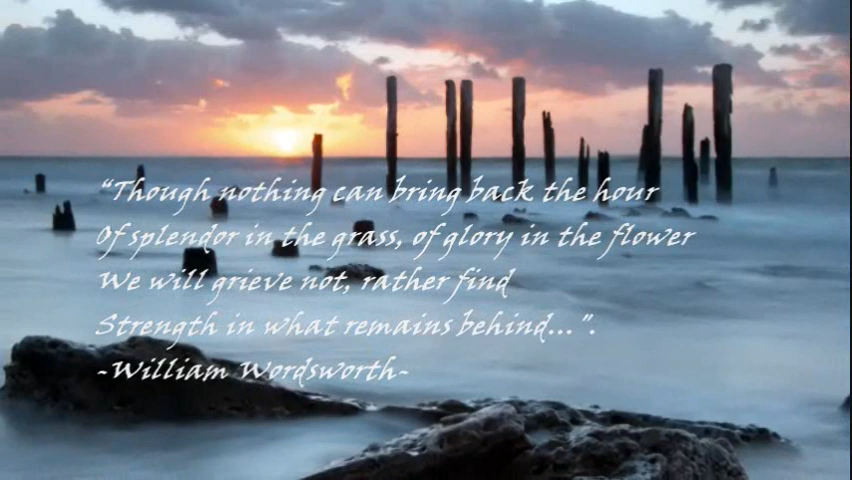 “Though nothing can bring back the hour
Of splendor in the grass, of glory in the flower
We will grieve not, rather find
Strength in what remains behind...”.
~William Wordsworth~